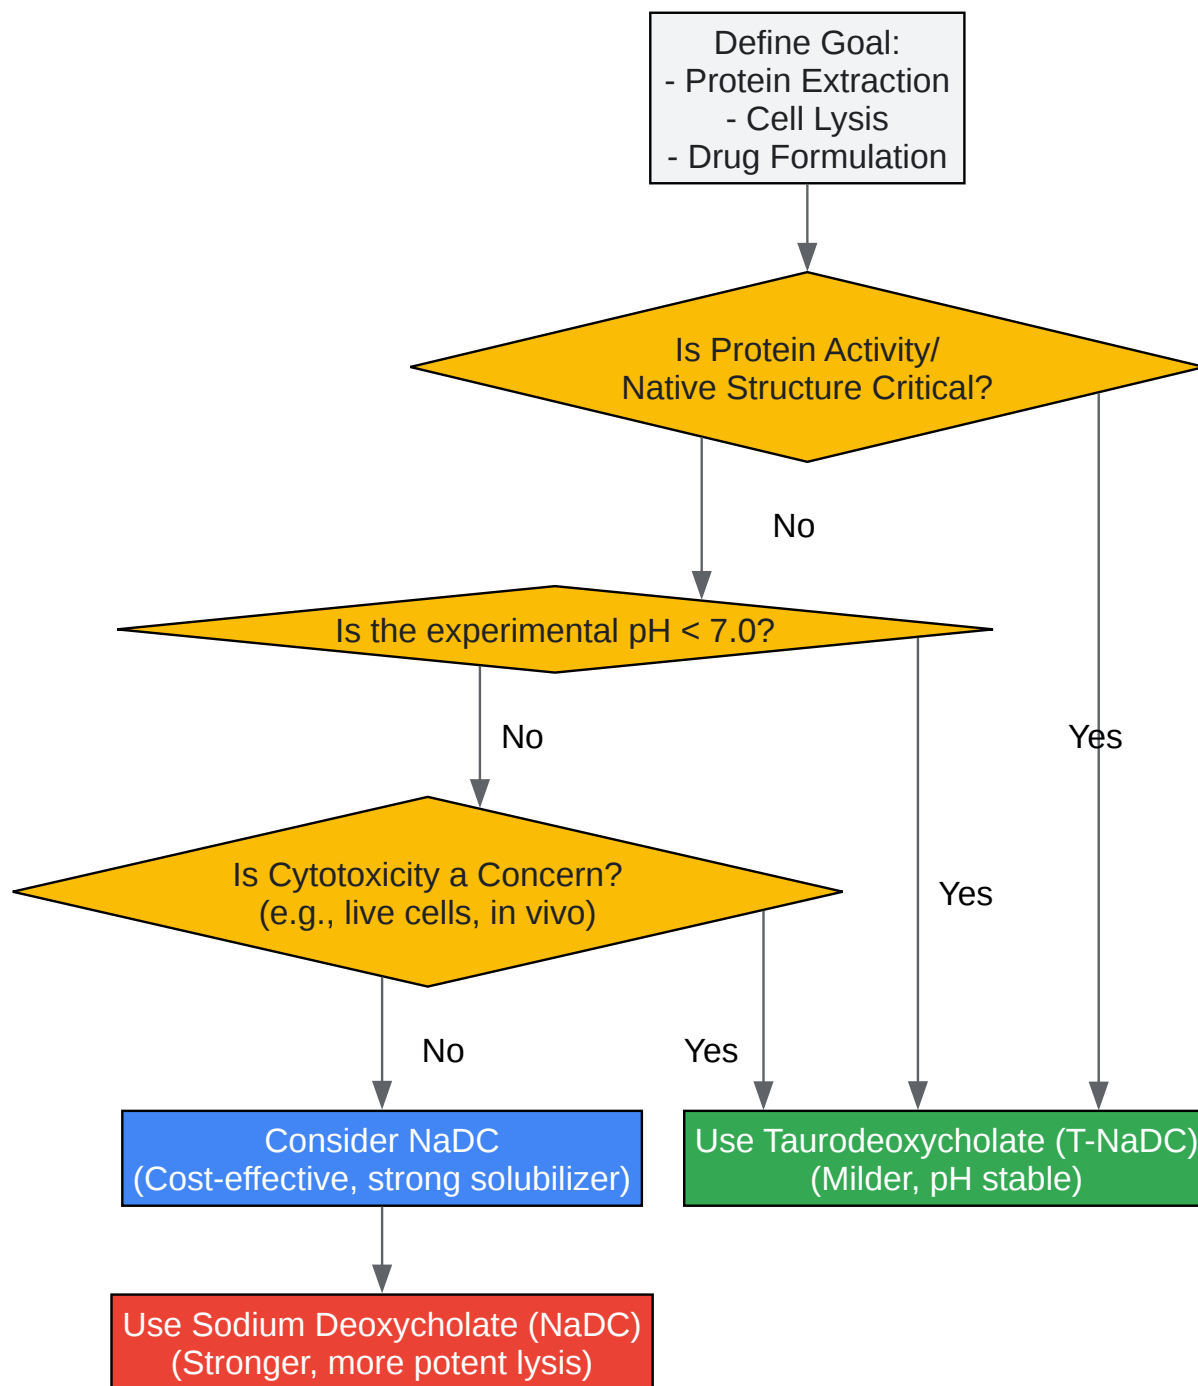 Define Goal:
- Protein Extraction
- Cell Lysis
- Drug Formulation
Is Protein Activity/
Native Structure Critical?
No
Is the experimental pH < 7.0?
No
Yes
Is Cytotoxicity a Concern?
(e.g., live cells, in vivo)
Yes
No
Yes
Consider NaDC
(Cost-effective, strong solubilizer)
Use Taurodeoxycholate (T-NaDC)
(Milder, pH stable)
Use Sodium Deoxycholate (NaDC)
(Stronger, more potent lysis)